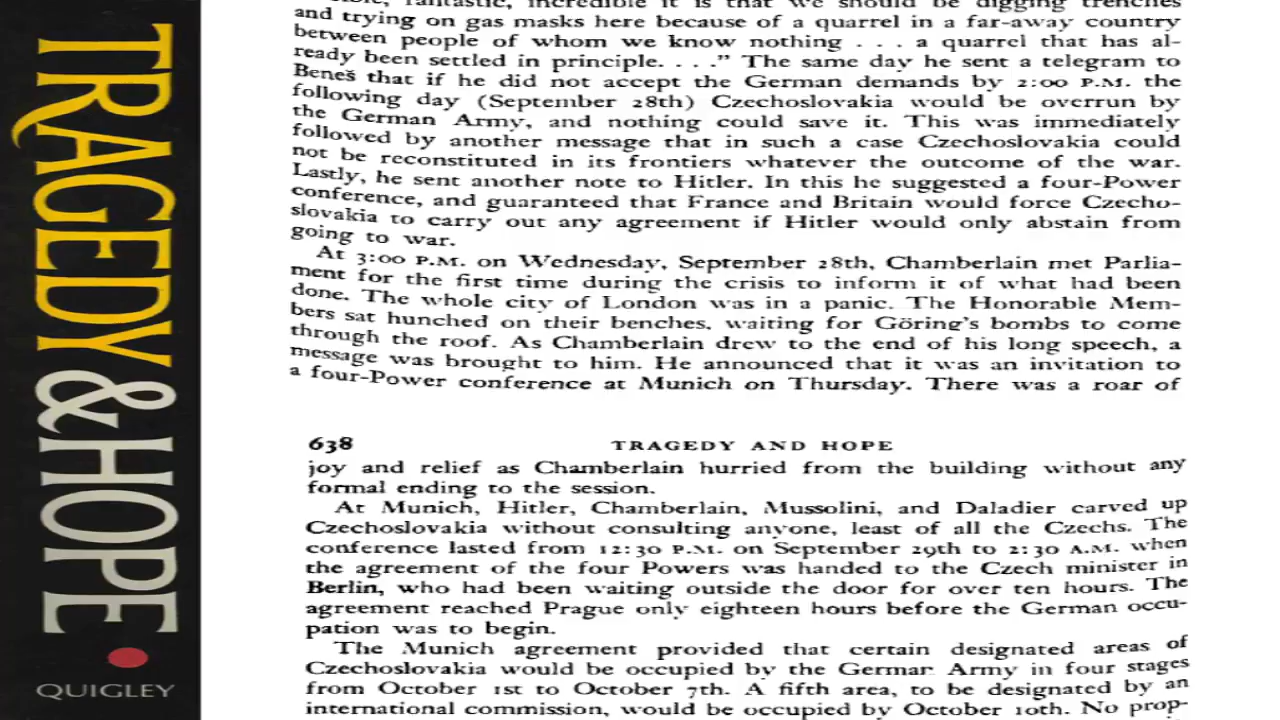 TRAGEDY & HOPE
QUIGLEY
fantastic, incredible it is that we should be digging trenches
and trying on gas masks here because of a quarrel in a far-away country
between people of whom we know nothing . . . a quarrel that has al-
ready been settled in principle. . . ." The same day he sent a telegram to
Beneš that if he did not accept the German demands by 2:00 P.M. the
following day (September 28th) Czechoslovakia would be overrun by
the German Army, and nothing could save it. This was immediately
followed by another message that in such a case Czechoslovakia could
not be reconstituted in its frontiers whatever the outcome of the war.
Lastly, he sent another note to Hitler. In this he suggested a four-Power
conference, and guaranteed that France and Britain would force Czecho-
slovakia to carry out any agreement if Hitler would only abstain from
going to war.
At 3:00 P.M. on Wednesday, September 28th, Chamberlain met Parlia-
ment for the first time during the crisis to inform it of what had been
done. The whole city of London was in a panic. The Honorable Mem-
bers sat hunched on their benches, waiting for Göring's bombs to come
through the roof. As Chamberlain drew to the end of his long speech, a
message was brought to him. He announced that it was an invitation to
a four-Power conference at Munich on Thursday. There was a roar of
638 TRAGEDY AND HOPE
joy and relief as Chamberlain hurried from the building without any
formal ending to the session.
At Munich, Hitler, Chamberlain, Mussolini, and Daladier carved up
Czechoslovakia without consulting anyone, least of all the Czechs. The
conference lasted from 12:30 P.M. on September 29th to 2:30 A.M. when
the agreement of the four Powers was handed to the Czech minister in
Berlin, who had been waiting outside the door for over ten hours. The
agreement reached Prague only eighteen hours before the German occu-
pation was to begin.
The Munich agreement provided that certain designated areas of
Czechoslovakia would be occupied by the German Army in four stages
from October 1st to October 7th. A fifth area, to be designated by an
international commission, would be occupied by October 10th. No prop-